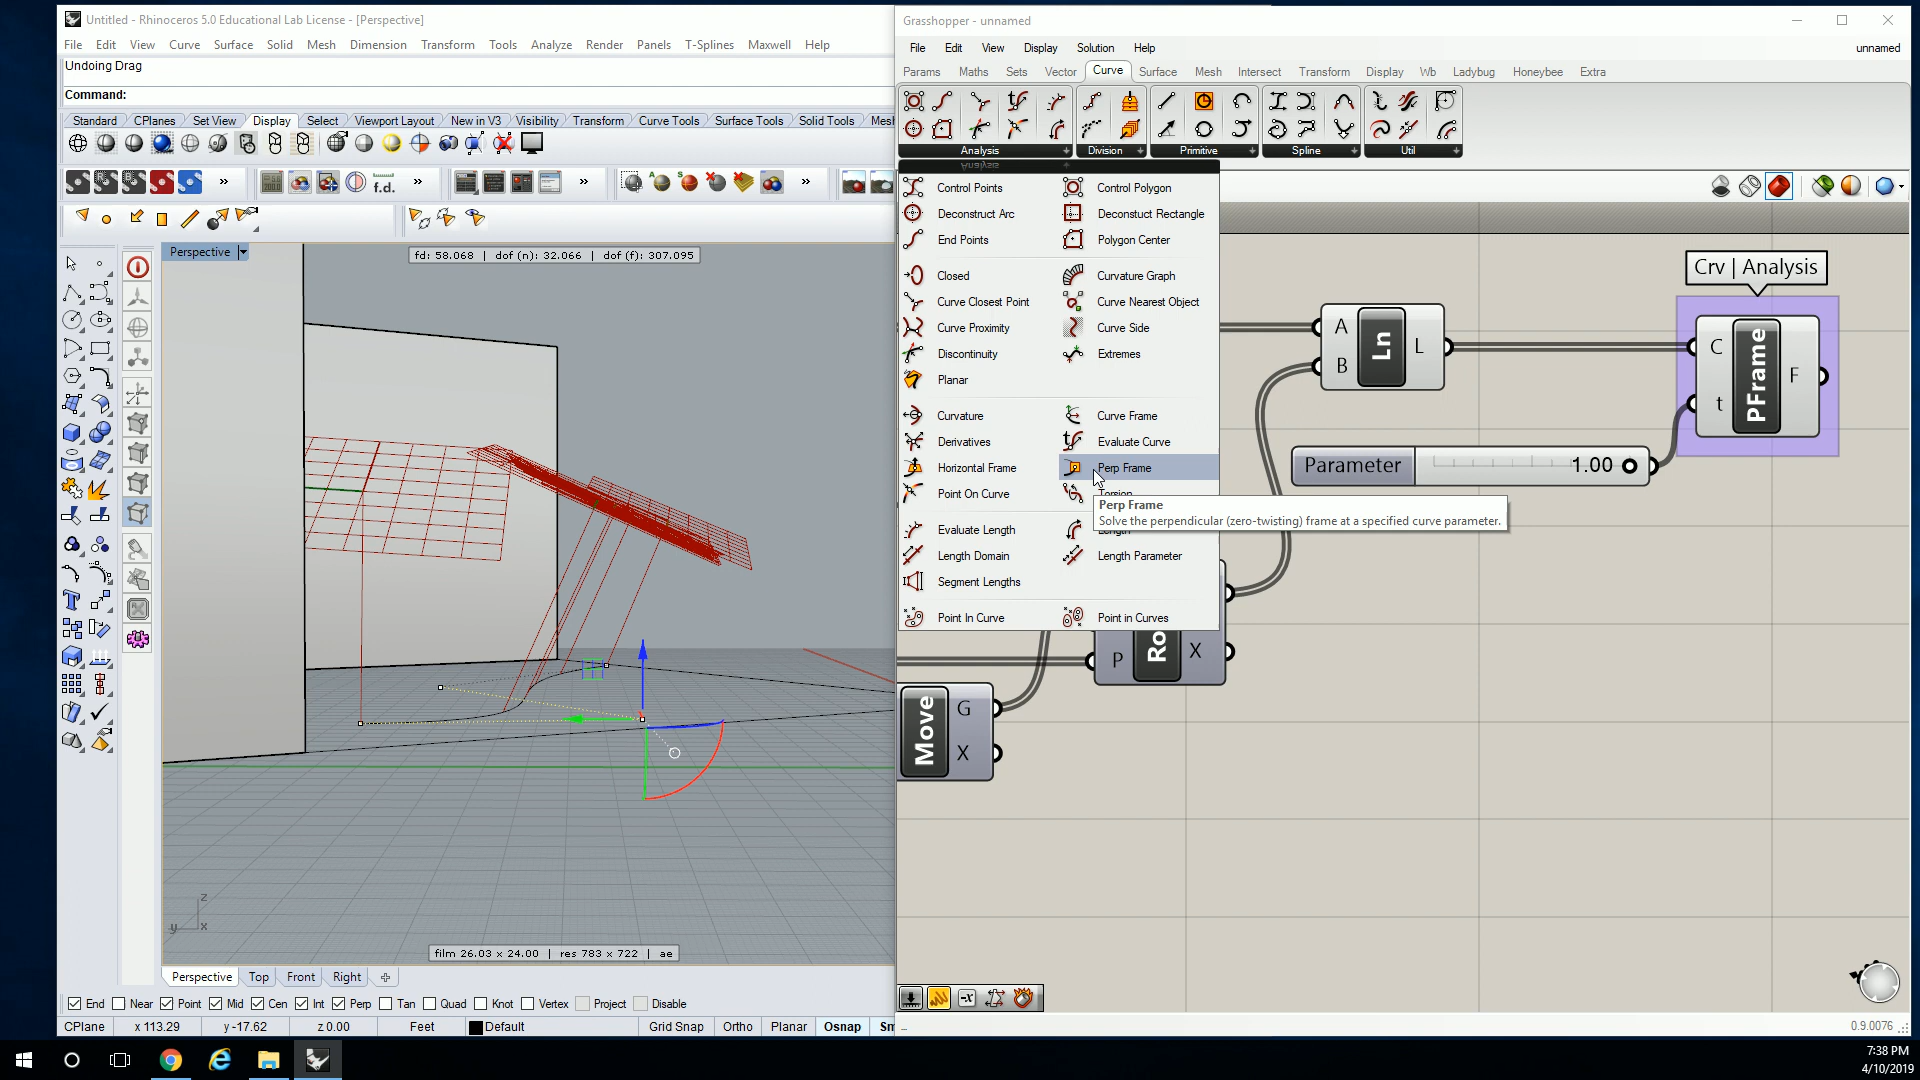 Untitled - Rhinoceros 5.0 Educational Lab License - [Perspective]
File Edit View Curve Surface Solid Mesh Dimension Transform Tools Analyze Render Panels T-Splines Maxwell Help
Undoing Drag
Command:
Standard CPlanes Set View Display Select Viewport Layout New in V3 Visibility Transform Curve Tools Surface Tools Solid Tools Mesh
f.d.
Perspective
fd: 58.068 | dof (n): 32.066 | dof (f): 307.095
z
y
x
film 26.03 x 24.00 | res 783 x 722 | ae
Perspective Top Front Right
End Near Point Mid Cen Int Perp Tan Quad Knot Vertex Project Disable
CPlane x 113.29 y -17.62 z 0.00 Feet Default Grid Snap Ortho Planar Osnap Sm
Grasshopper - unnamed
File Edit View Display Solution Help unnamed
Params Maths Sets Vector Curve Surface Mesh Intersect Transform Display Wb Ladybug Honeybee Extra
Analysis Division Primitive Spline Util
Analysis
Control Points Control Polygon
Deconstruct Arc Deconstuct Rectangle
End Points Polygon Center
Closed Curvature Graph
Curve Closest Point Curve Nearest Object
Curve Proximity Curve Side
Discontinuity Extremes
Planar
Curvature Curve Frame
Derivatives Evaluate Curve
Horizontal Frame Perp Frame
Point On Curve Torsion
Perp Frame
Solve the perpendicular (zero-twisting) frame at a specified curve parameter.
Evaluate Length Length
Length Domain Length Parameter
Segment Lengths
Point In Curve Point in Curves
Crv | Analysis
A
B
Ln
L
C
t
PFrame
F
Parameter 1.00
P
Ro
X
Move
G
X
0.9.0076
7:38 PM
4/10/2019